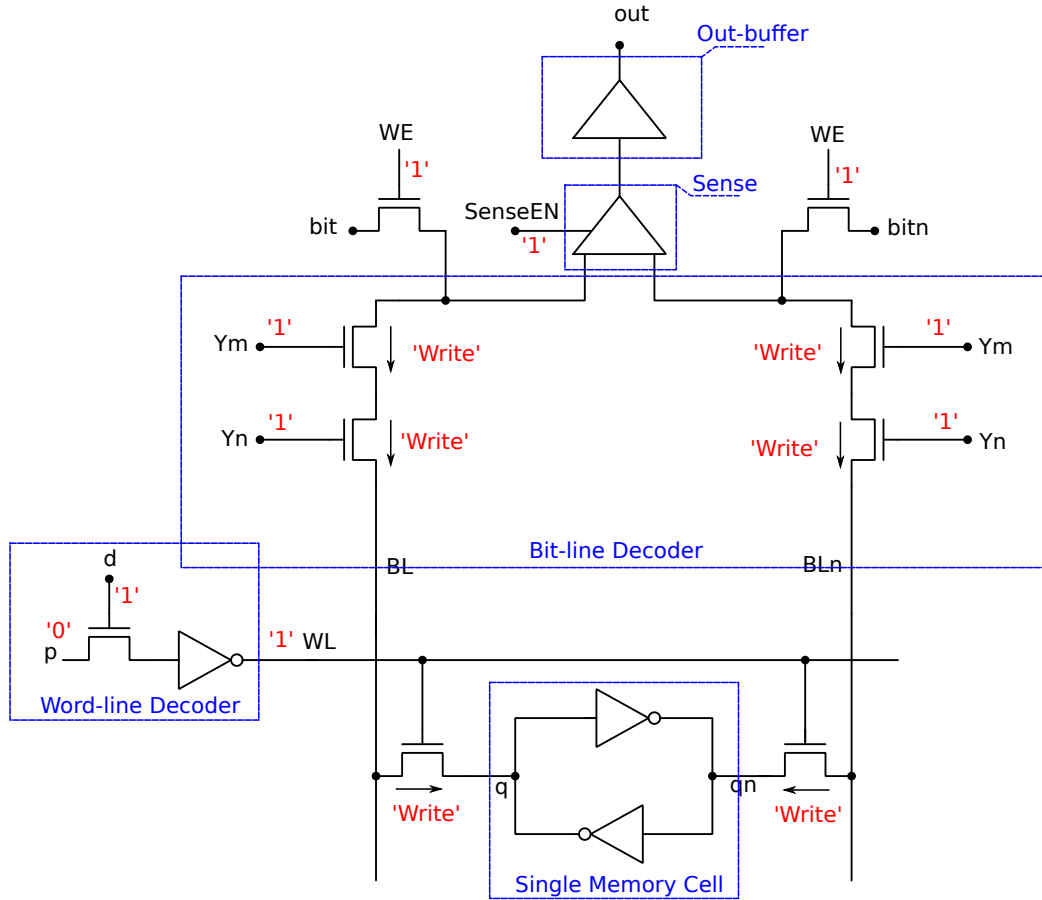 out
Out-buffer
WE
WE
'1'
'1'
Sense
SenseEN
bit
bitn
'1'
'1'
'1'
Ym
'Write'
'Write'
Ym
'1'
'1'
Yn
'Write'
'Write'
Yn
Bit-line Decoder
d
BL
BLn
'1'
'0'
'1'
WL
p
Word-line Decoder
q
qn
'Write'
'Write'
Single Memory Cell